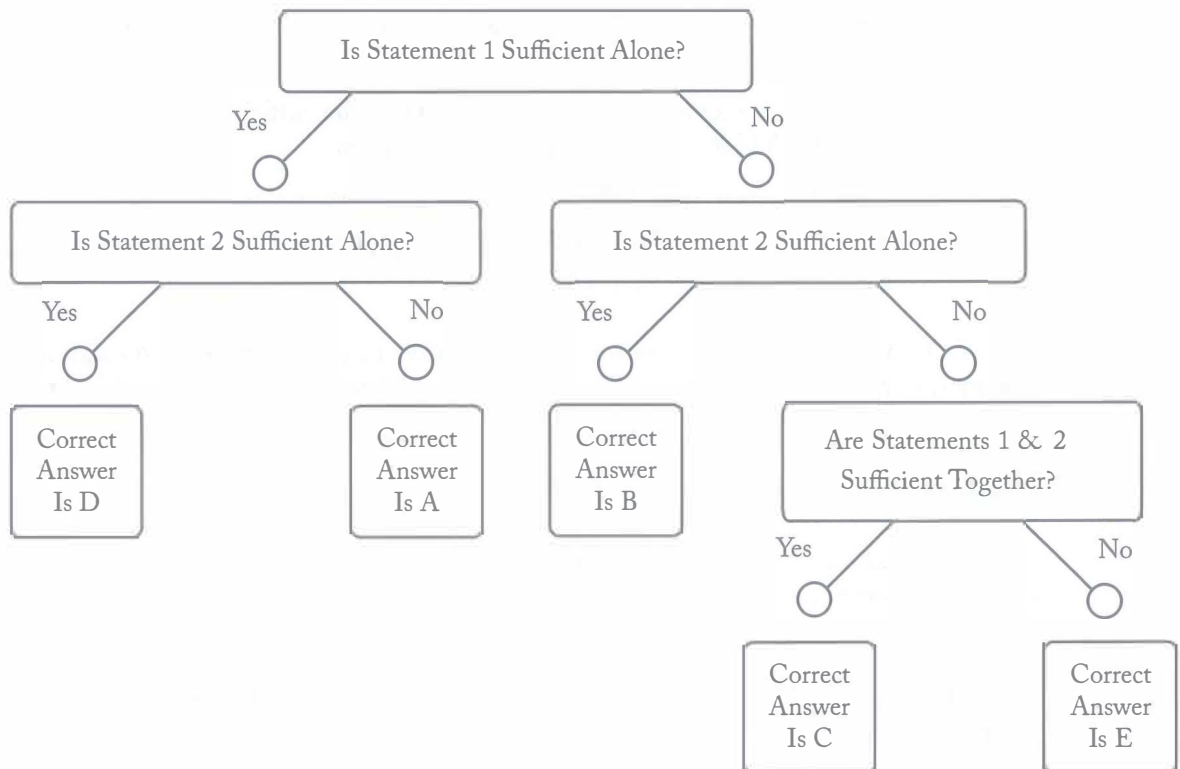 Is Statement 1 Sufficient Alone?
Yes
No
Is Statement 2 Sufficient Alone?
Is Statement 2 Sufficient Alone?
Yes
No
Yes
No
Correct
Answer
Is D
Correct
Answer
Is A
Correct
Answer
Is B
Are Statements 1 & 2
Sufficient Together?
Yes
No
Correct
Answer
Is C
Correct
Answer
Is E